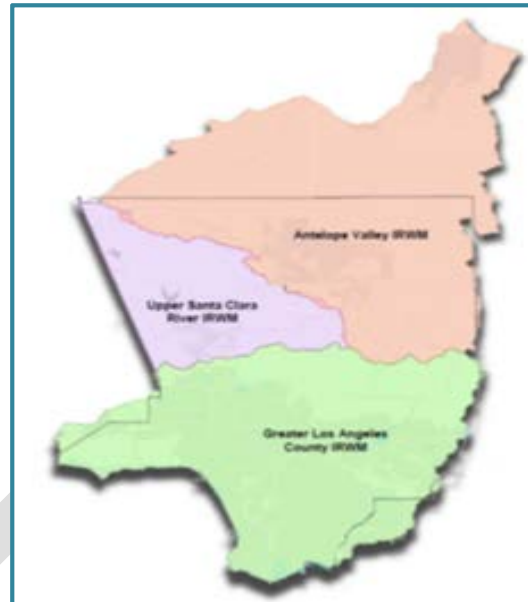 Antelope Valley IRWM
Upper Santa Clara
River IRWM
Greater Los Angeles
County IRWM